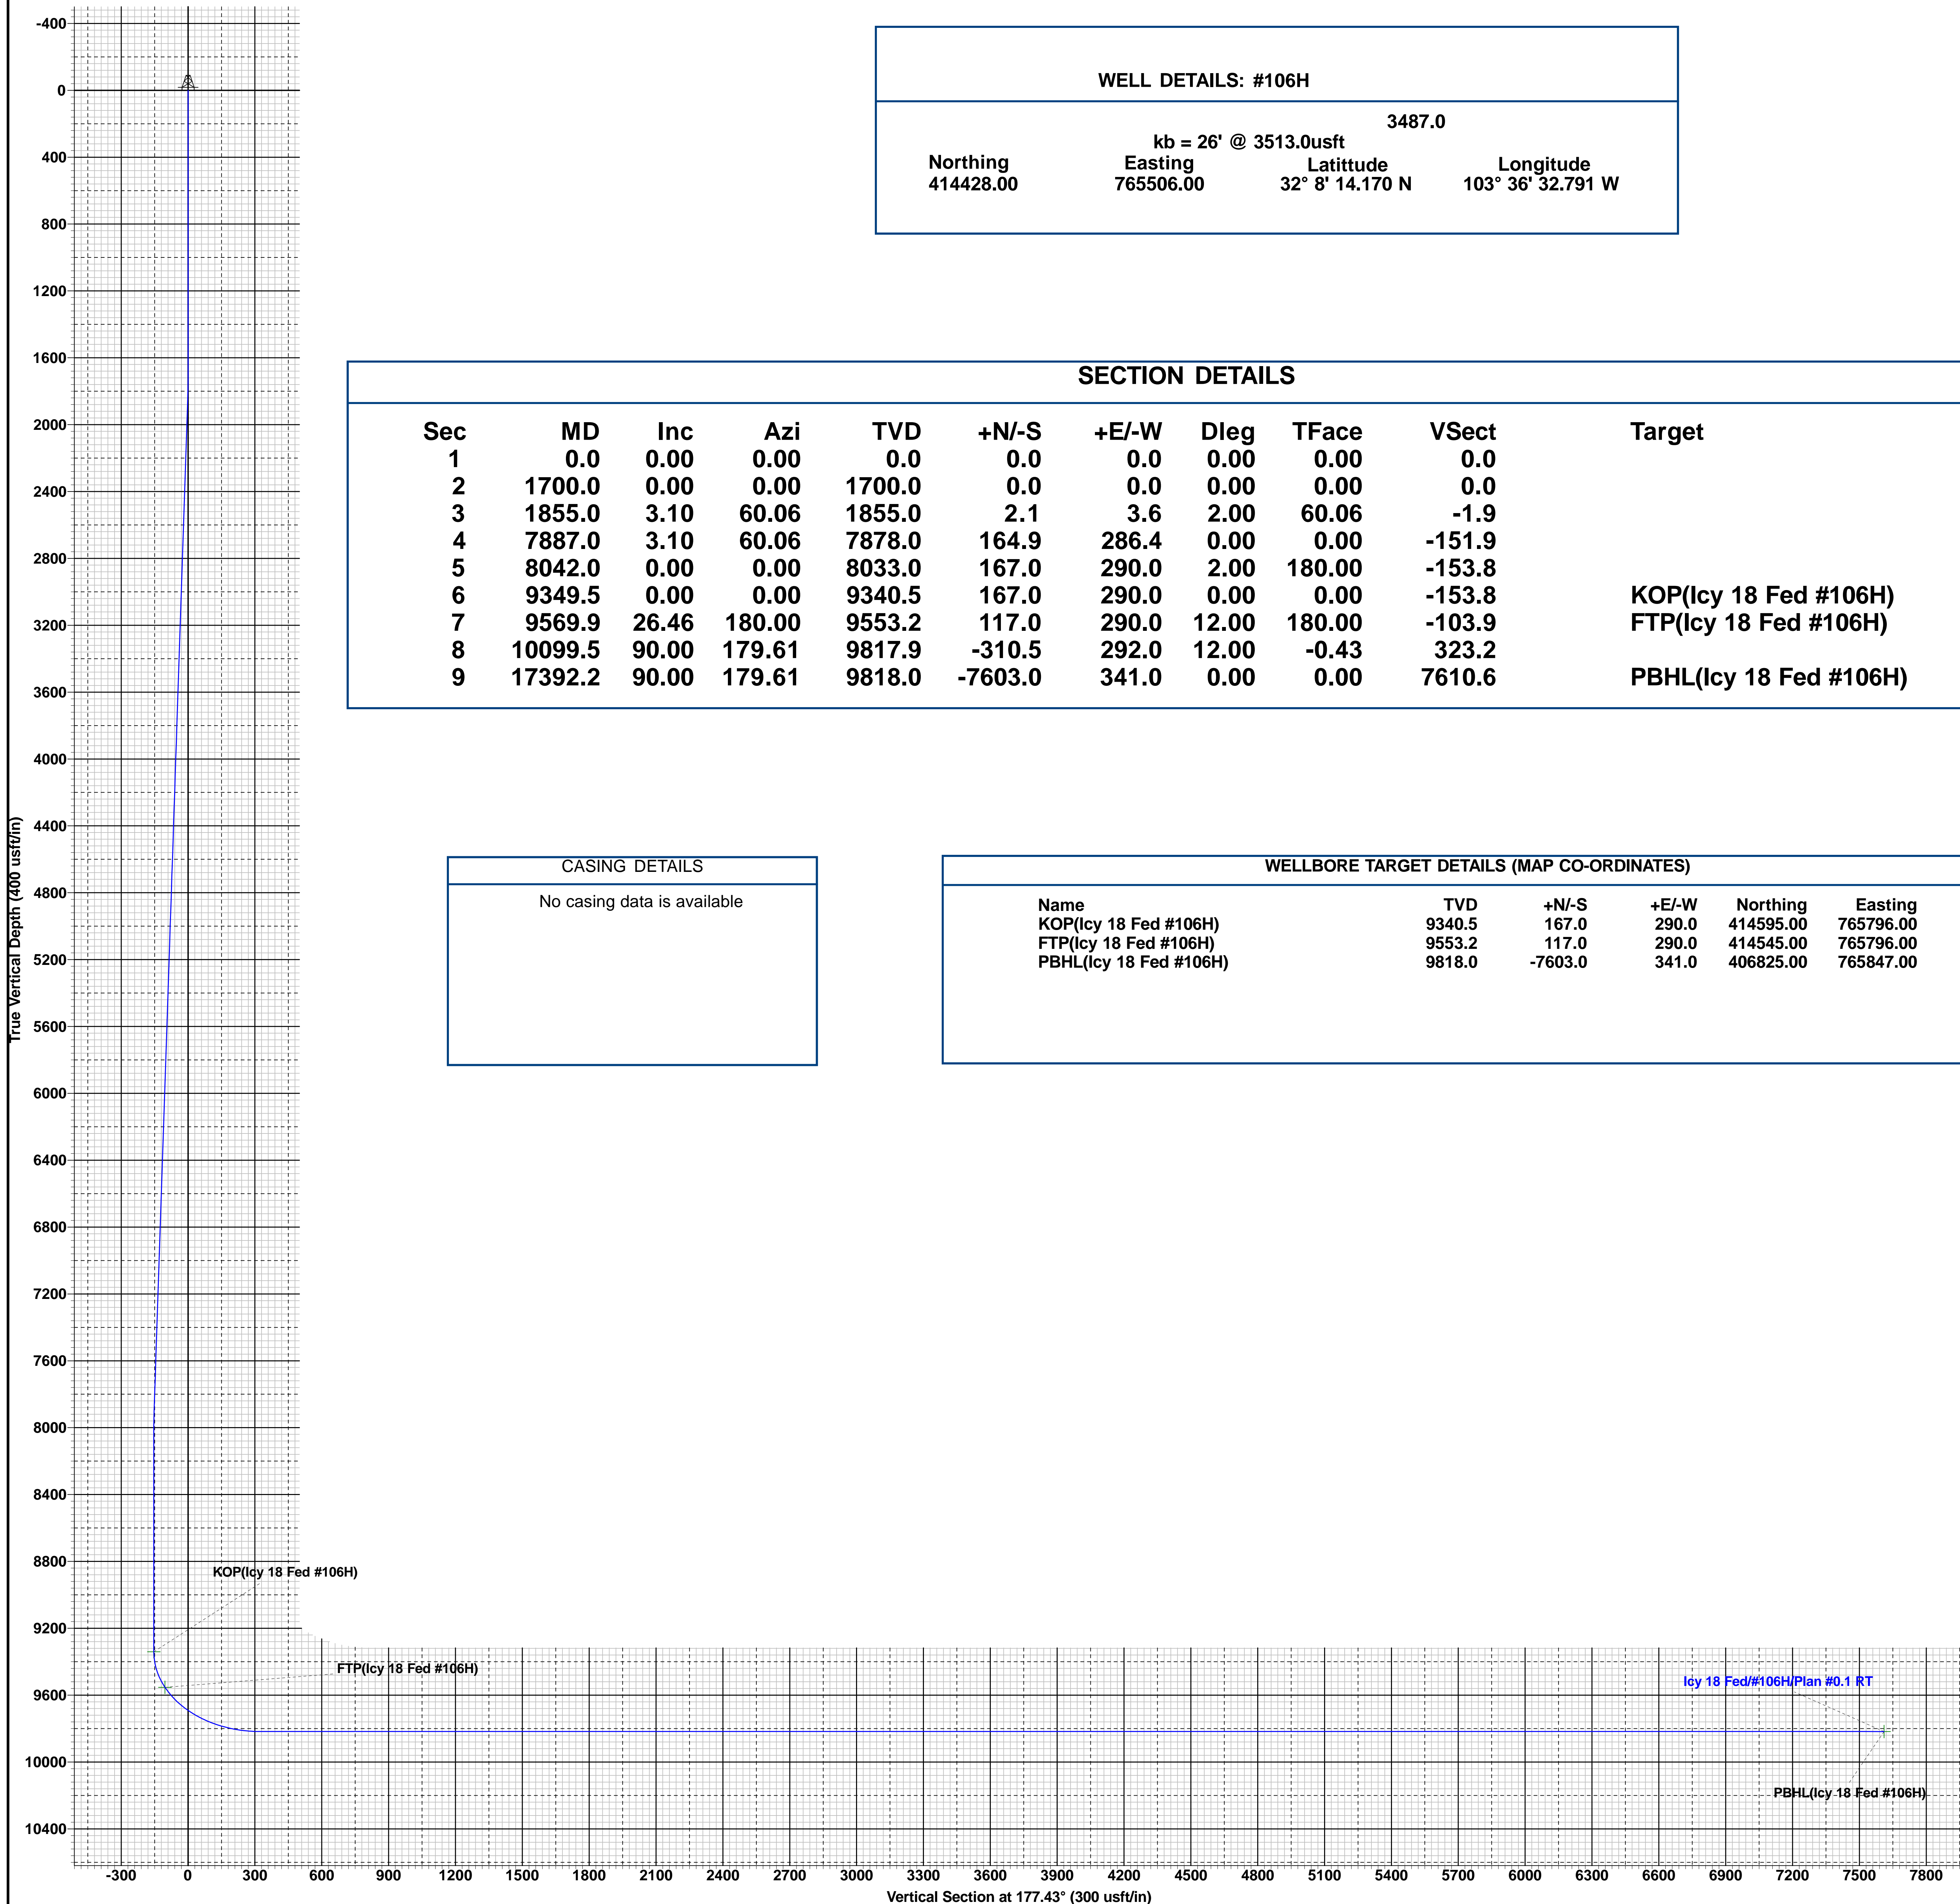 WELL DETAILS: #106H
3487.0
kb = 26' @ 3513.0usft
Northing Easting Latittude Longitude
414428.00 765506.00 32° 8' 14.170 N 103° 36' 32.791 W
SECTION DETAILS
Sec MD Inc Azi TVD +N/-S +E/-W Dleg TFace VSect Target
1 0.0 0.00 0.00 0.0 0.0 0.0 0.00 0.00 0.0
2 1700.0 0.00 0.00 1700.0 0.0 0.0 0.00 0.00 0.0
3 1855.0 3.10 60.06 1855.0 2.1 3.6 2.00 60.06 -1.9
4 7887.0 3.10 60.06 7878.0 164.9 286.4 0.00 0.00 -151.9
5 8042.0 0.00 0.00 8033.0 167.0 290.0 2.00 180.00 -153.8
6 9349.5 0.00 0.00 9340.5 167.0 290.0 0.00 0.00 -153.8 KOP(Icy 18 Fed #106H)
7 9569.9 26.46 180.00 9553.2 117.0 290.0 12.00 180.00 -103.9 FTP(Icy 18 Fed #106H)
8 10099.5 90.00 179.61 9817.9 -310.5 292.0 12.00 -0.43 323.2
9 17392.2 90.00 179.61 9818.0 -7603.0 341.0 0.00 0.00 7610.6 PBHL(Icy 18 Fed #106H)
CASING DETAILS
No casing data is available
WELLBORE TARGET DETAILS (MAP CO-ORDINATES)
Name TVD +N/-S +E/-W Northing Easting
KOP(Icy 18 Fed #106H) 9340.5 167.0 290.0 414595.00 765796.00
FTP(Icy 18 Fed #106H) 9553.2 117.0 290.0 414545.00 765796.00
PBHL(Icy 18 Fed #106H) 9818.0 -7603.0 341.0 406825.00 765847.00
True Vertical Depth (400 usft/in)
-400
0
400
800
1200
1600
2000
2400
2800
3200
3600
4000
4400
4800
5200
5600
6000
6400
6800
7200
7600
8000
8400
8800
9200
9600
10000
10400
KOP(Icy 18 Fed #106H)
FTP(Icy 18 Fed #106H)
Icy 18 Fed/#106H/Plan #0.1 RT
PBHL(Icy 18 Fed #106H)
-300 0 300 600 900 1200 1500 1800 2100 2400 2700 3000 3300 3600 3900 4200 4500 4800 5100 5400 5700 6000 6300 6600 6900 7200 7500 7800
Vertical Section at 177.43° (300 usft/in)